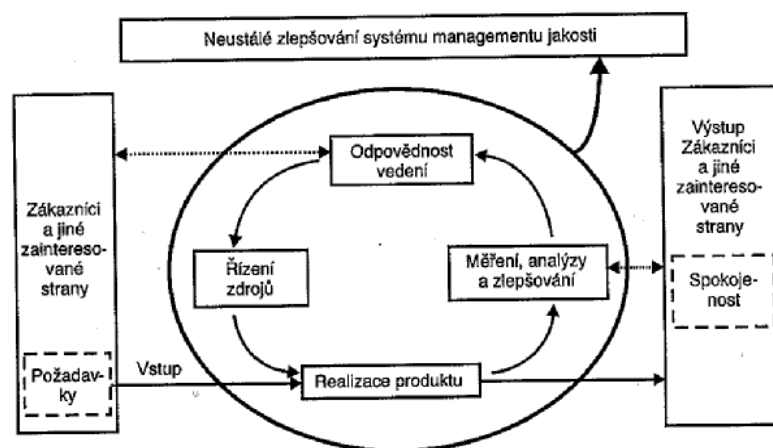 Neustálé zlepšování systému managementu jakosti
Zákazníci
a jiné
zaintereso-
vané
strany
Požadav-
ky
Vstup
Odpovědnost
vedení
Řízení
zdrojů
Měření, analýzy
a zlepšování
Realizace produktu
Výstup
Zákazníci
a jiné
zaintereso-
vané
strany
Spokoje-
nost